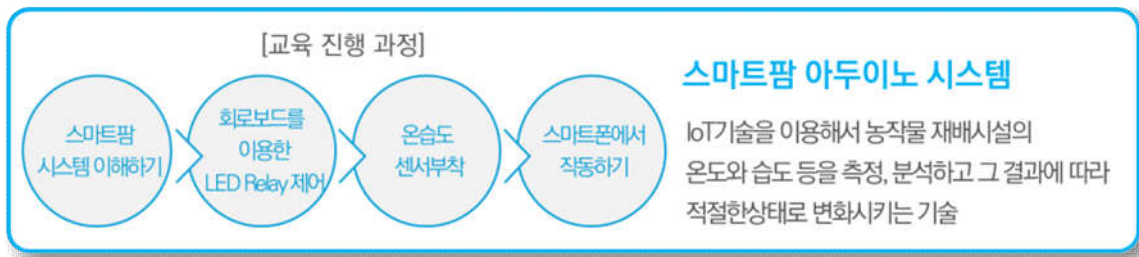 [교육 진행 과정]
스마트팜
시스템 이해하기
회로보드를
이용한
LED Relay 제어
온습도
센서부착
스마트폰에서
작동하기
스마트팜 아두이노 시스템
IoT기술을 이용해서 농작물 재배시설의
온도와 습도 등을 측정, 분석하고 그 결과에 따라
적절한상태로 변화시키는 기술